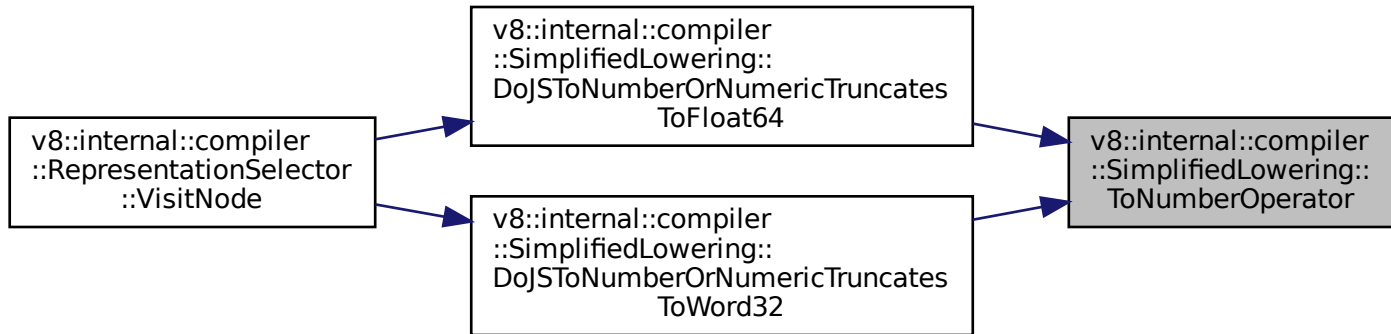 v8::internal::compiler
::SimplifiedLowering::
DoJSToNumberOrNumericTruncates
ToFloat64
v8::internal::compiler
::RepresentationSelector
::VisitNode
v8::internal::compiler
::SimplifiedLowering::
DoJSToNumberOrNumericTruncates
ToWord32
v8::internal::compiler
::SimplifiedLowering::
ToNumberOperator